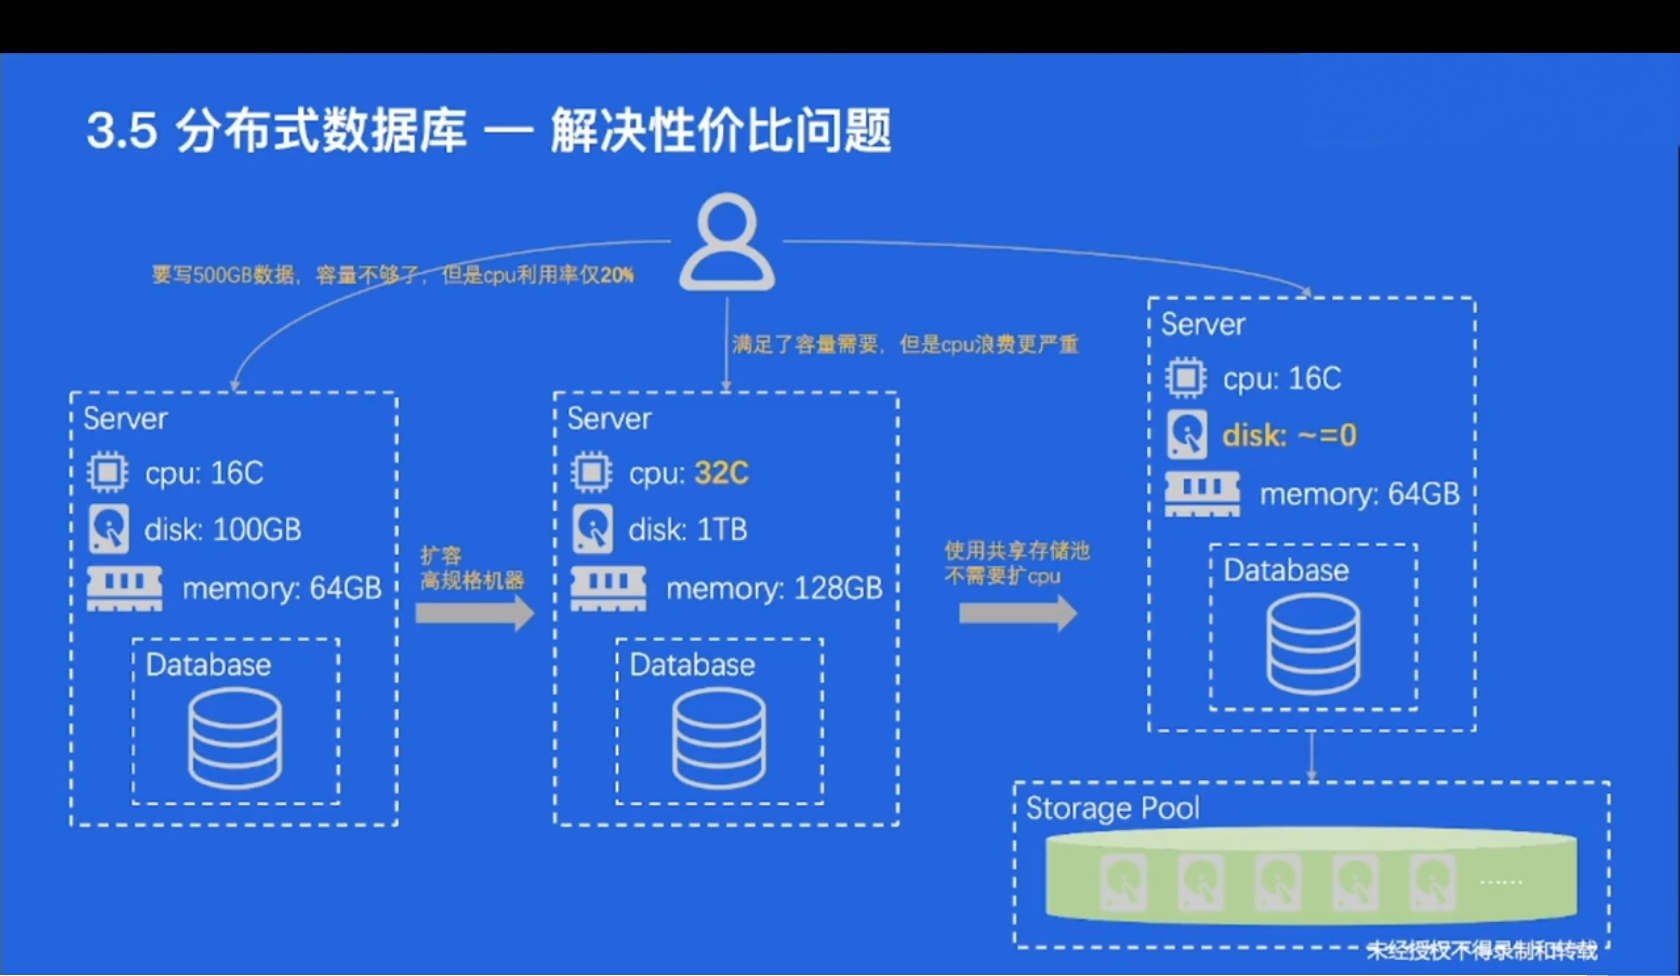 3.5 分布式数据库 — 解决性价比问题
要写500GB数据，容量不够了，但是cpu利用率仅20%
满足了容量需要，但是cpu浪费更严重
Server
cpu: 16C
disk: 100GB
memory: 64GB
Database
扩容
高规格机器
Server
cpu: 32C
disk: 1TB
memory: 128GB
Database
使用共享存储池
不需要扩cpu
Server
cpu: 16C
disk: ~=0
memory: 64GB
Database
Storage Pool
……
未经授权不得录制和转载